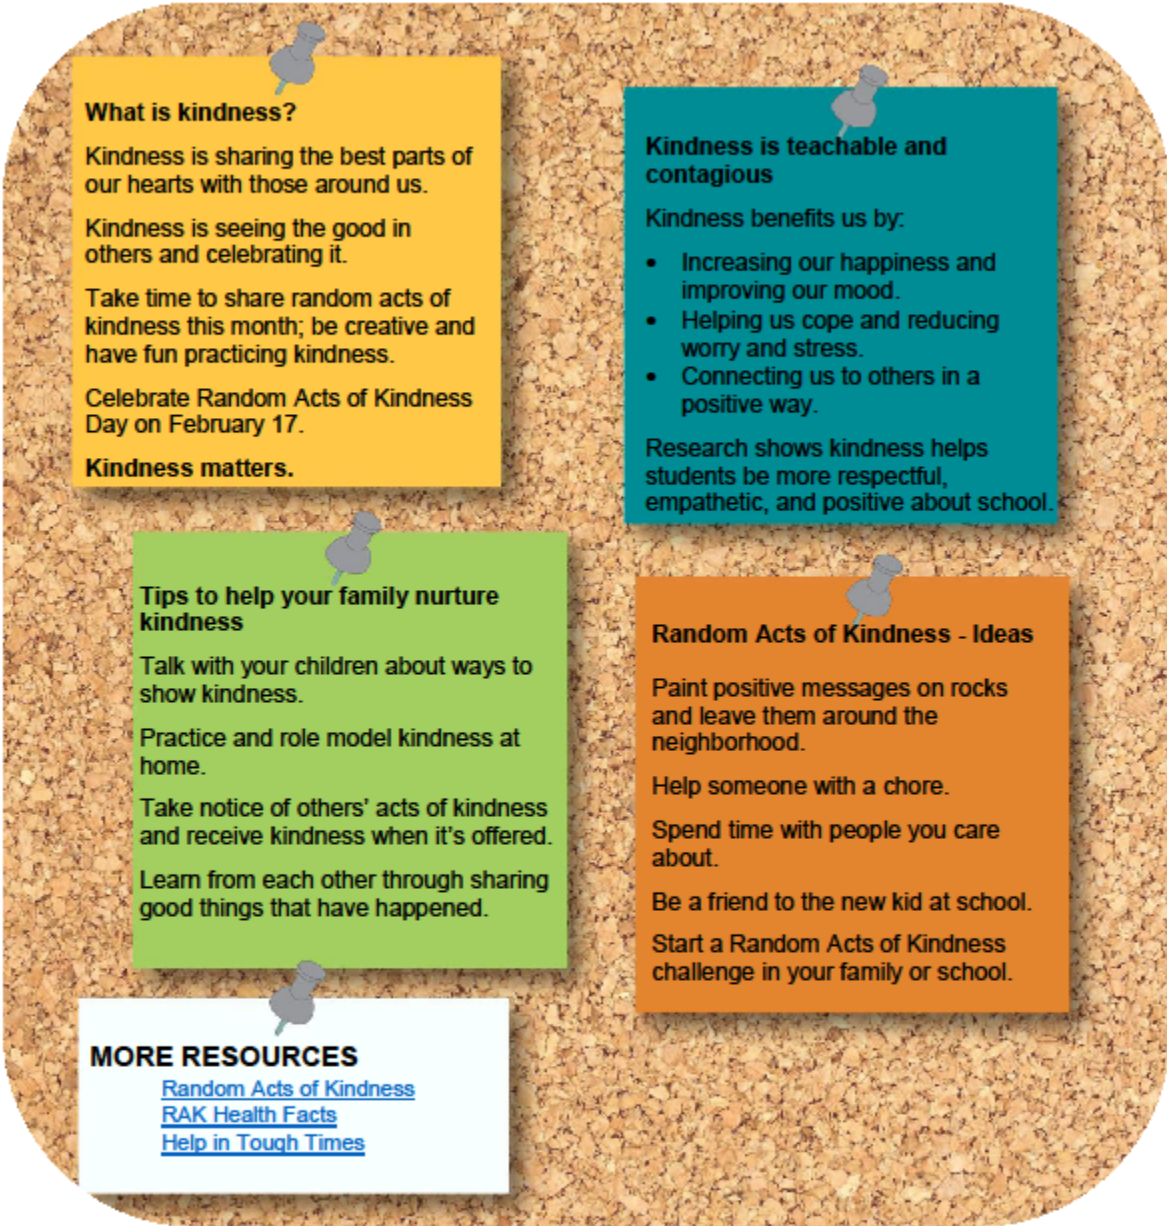 What is kindness?
Kindness is sharing the best parts of
our hearts with those around us.
Kindness is seeing the good in
others and celebrating it.
Take time to share random acts of
kindness this month; be creative and
have fun practicing kindness.
Celebrate Random Acts of Kindness
Day on February 17.
Kindness matters.
Kindness is teachable and
contagious
Kindness benefits us by:
• Increasing our happiness and
improving our mood.
• Helping us cope and reducing
worry and stress.
• Connecting us to others in a
positive way.
Research shows kindness helps
students be more respectful,
empathetic, and positive about school.
Tips to help your family nurture
kindness
Talk with your children about ways to
show kindness.
Practice and role model kindness at
home.
Take notice of others’ acts of kindness
and receive kindness when it’s offered.
Learn from each other through sharing
good things that have happened.
Random Acts of Kindness - Ideas
Paint positive messages on rocks
and leave them around the
neighborhood.
Help someone with a chore.
Spend time with people you care
about.
Be a friend to the new kid at school.
Start a Random Acts of Kindness
challenge in your family or school.
MORE RESOURCES
Random Acts of Kindness
RAK Health Facts
Help in Tough Times